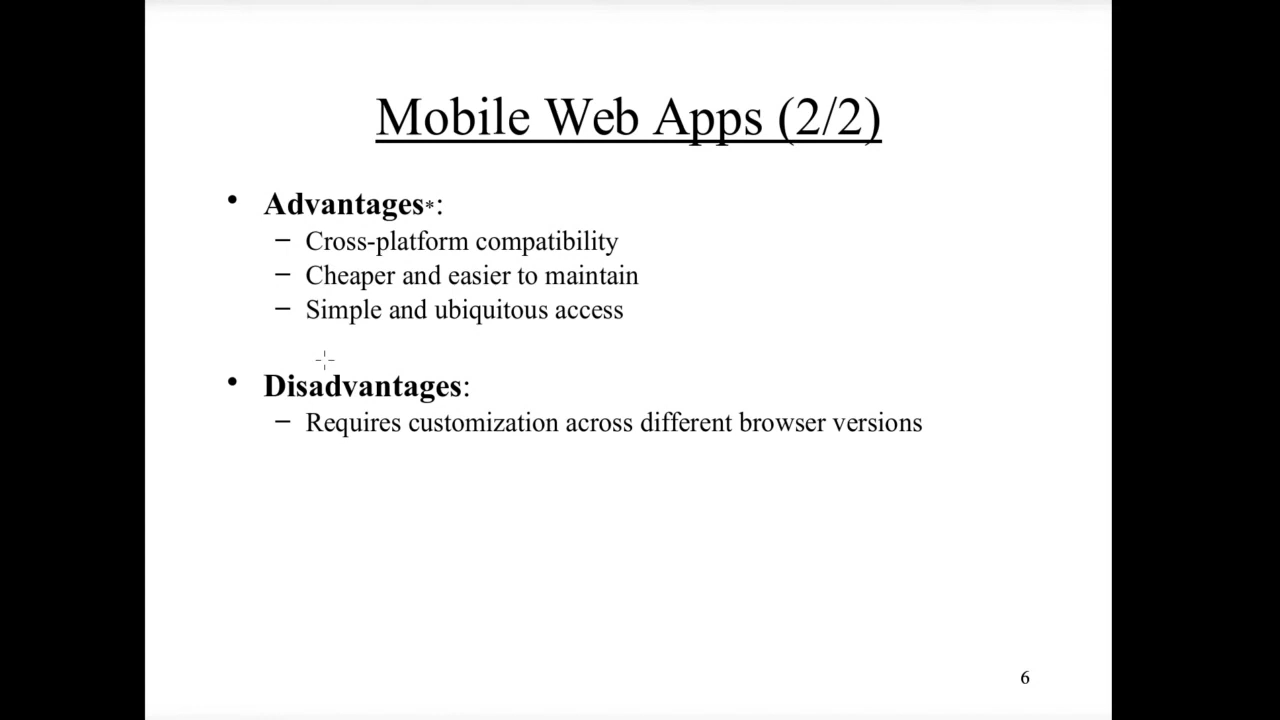 Mobile Web Apps (2/2)
• Advantages*:
– Cross-platform compatibility
– Cheaper and easier to maintain
– Simple and ubiquitous access
• Disadvantages:
– Requires customization across different browser versions
6